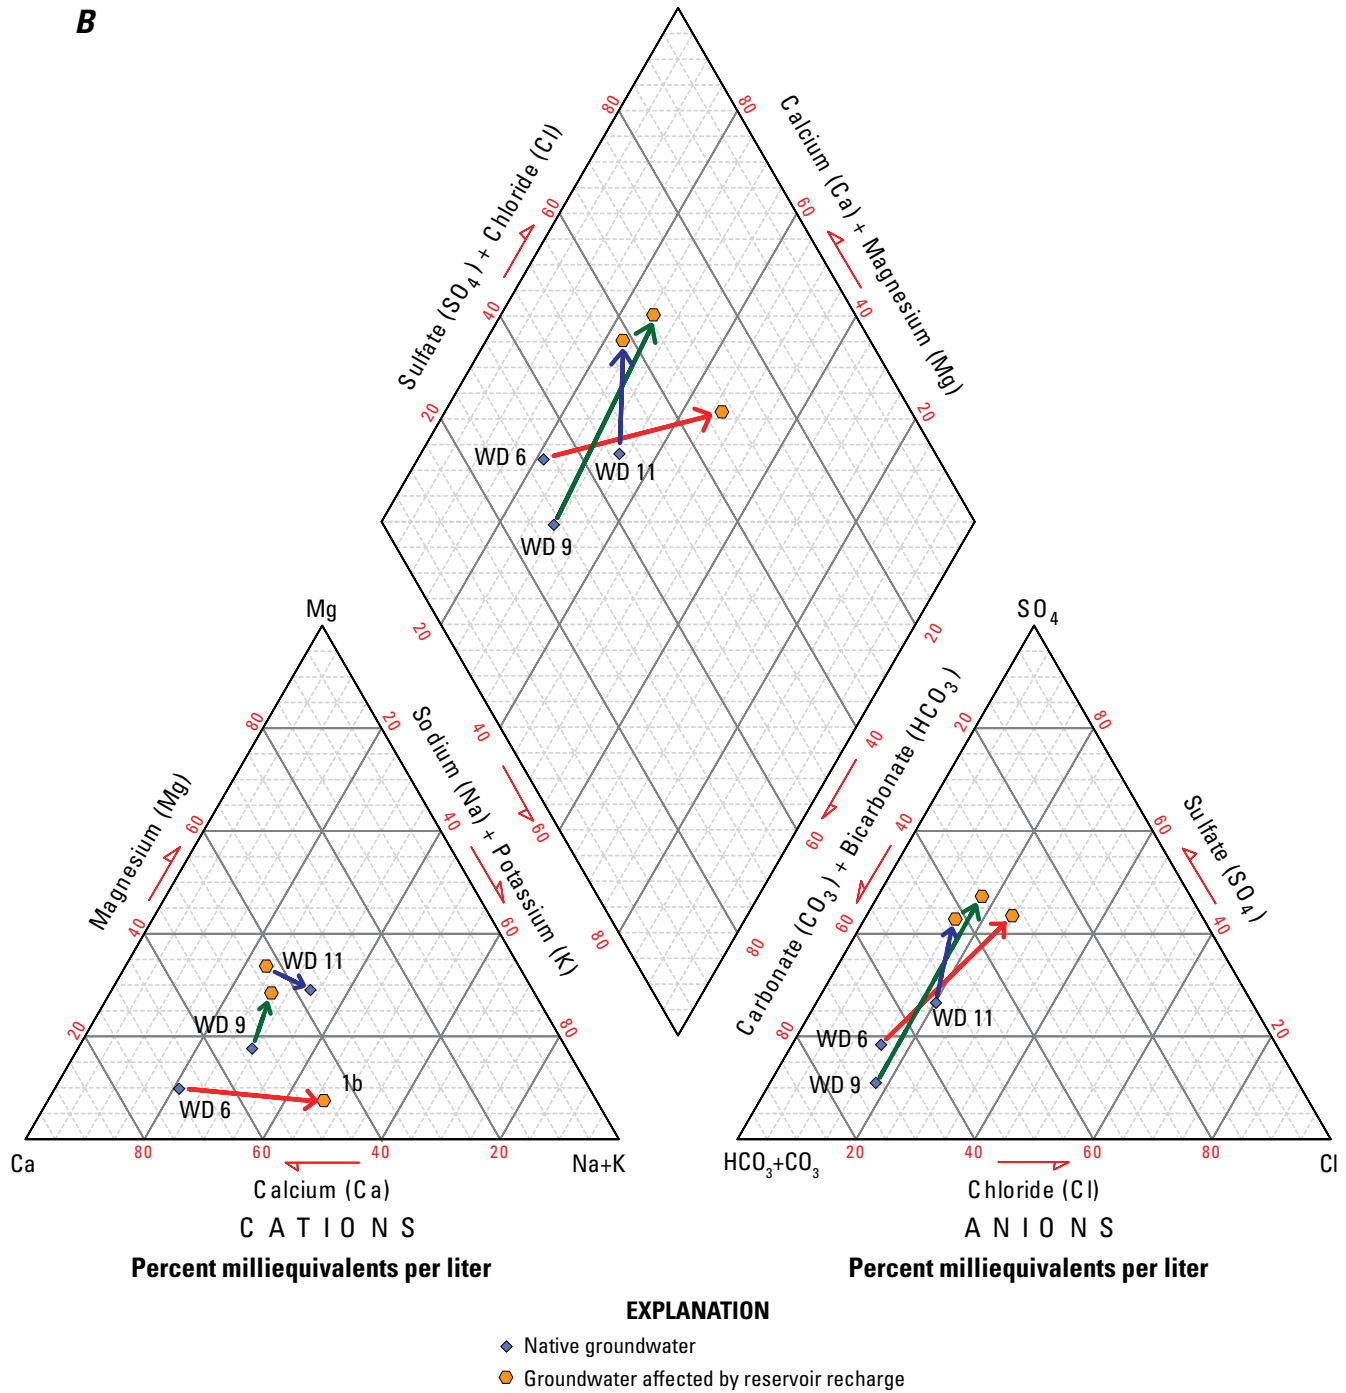 B
80
80
Sulfate (SO4) + Chloride (Cl)
Calcium (Ca) + Magnesium (Mg)
60
60
40
40
20
20
WD 6
WD 11
WD 9
20
20
40
40
60
60
80
80
Mg
80
20
Magnesium (Mg)
Sodium (Na) + Potassium (K)
60
40
40
60
20
80
WD 11
WD 9
WD 6
1b
Ca
80
60
40
20
Na+K
Calcium (Ca)
CATIONS
Percent milliequivalents per liter
SO4
20
80
Carbonate (CO3) + Bicarbonate (HCO3)
Sulfate (SO4)
40
60
60
40
80
20
WD 11
WD 6
WD 9
HCO3+CO3
20
40
60
80
Cl
Chloride (Cl)
ANIONS
Percent milliequivalents per liter
EXPLANATION
Native groundwater
Groundwater affected by reservoir recharge